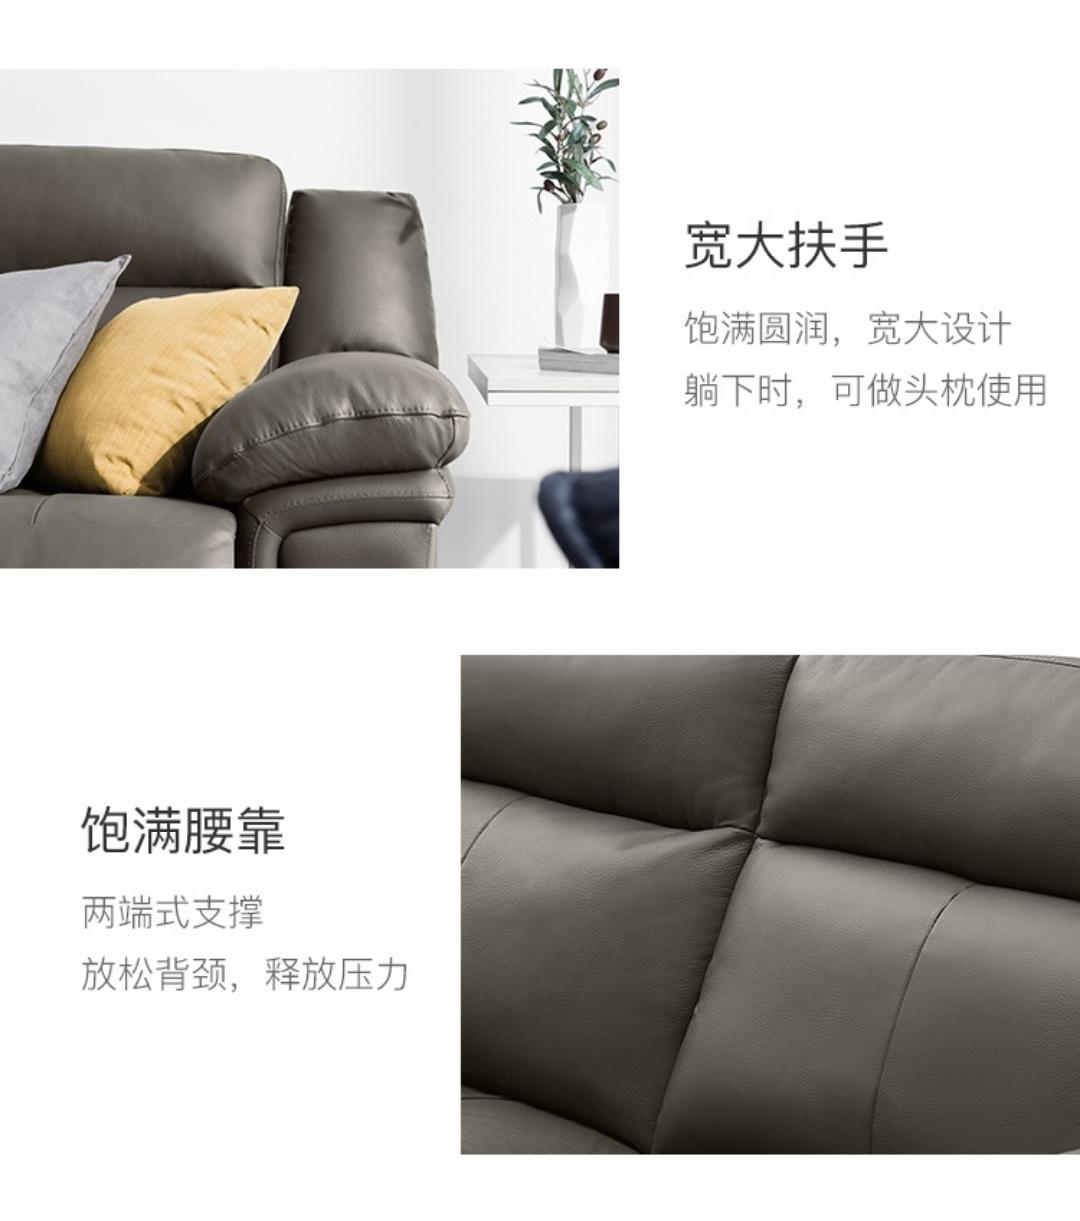 宽大扶手
饱满圆润，宽大设计
躺下时，可做头枕使用
饱满腰靠
两端式支撑
放松背颈，释放压力